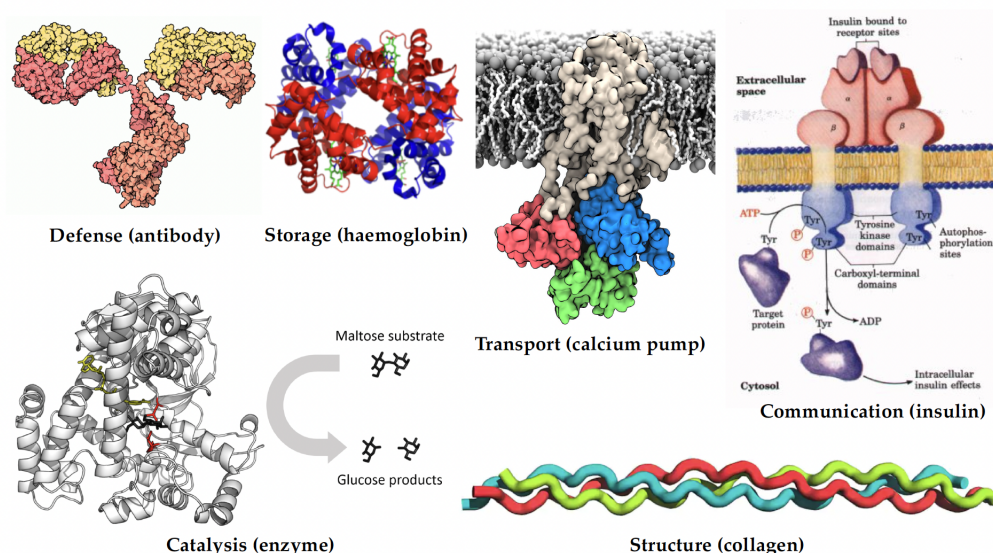 Defense (antibody)
Storage (haemoglobin)
Transport (calcium pump)
Insulin bound to
receptor sites
Extracellular
space
α
α
β
β
ATP
Tyr
P
P
Tyr
Tyr
Tyrosine
kinase
domains
Tyr
Tyr
Autophos-
phorylation
sites
Carboxyl-terminal
domains
Target
protein
P
Tyr
ADP
Cytosol
Intracellular
insulin effects
Communication (insulin)
Maltose substrate
Glucose products
Catalysis (enzyme)
Structure (collagen)